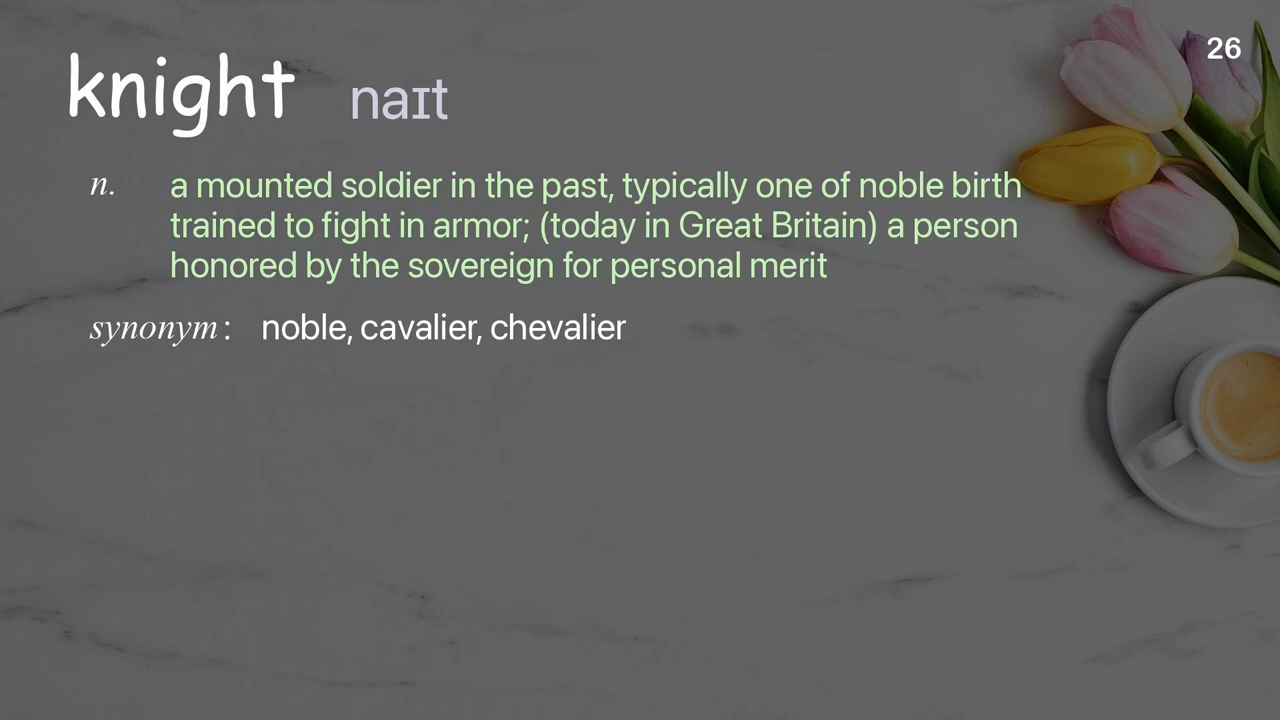 26
knight naɪt
n. a mounted soldier in the past, typically one of noble birth
trained to fight in armor; (today in Great Britain) a person
honored by the sovereign for personal merit
synonym: noble, cavalier, chevalier